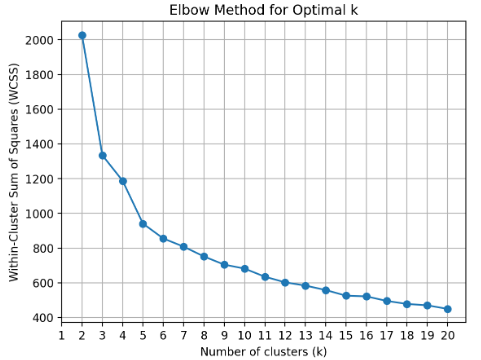 Elbow Method for Optimal k
Within-Cluster Sum of Squares (WCSS)
2000
1800
1600
1400
1200
1000
800
600
400
1 2 3 4 5 6 7 8 9 10 11 12 13 14 15 16 17 18 19 20
Number of clusters (k)